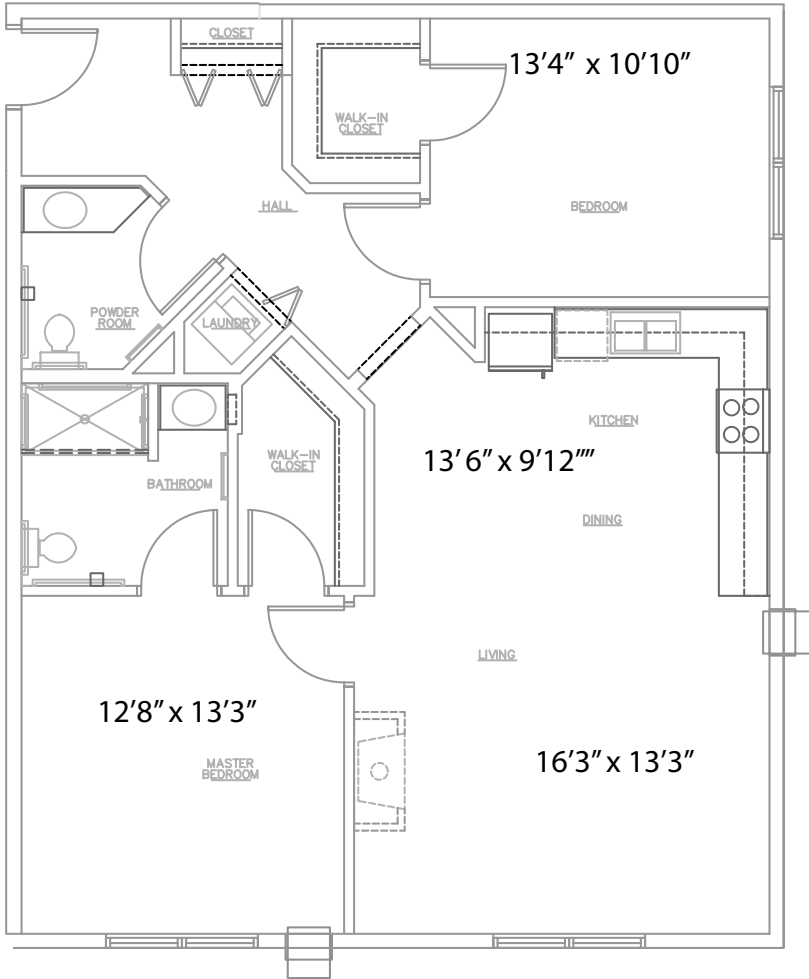 CLOSET
13'4" x 10'10"
WALK-IN
CLOSET
HALL
BEDROOM
POWDER
ROOM
LAUNDRY
KITCHEN
WALK-IN
CLOSET
13' 6" x 9'12""
BATHROOM
DINING
LIVING
12'8" x 13'3"
16'3" x 13'3"
MASTER
BEDROOM